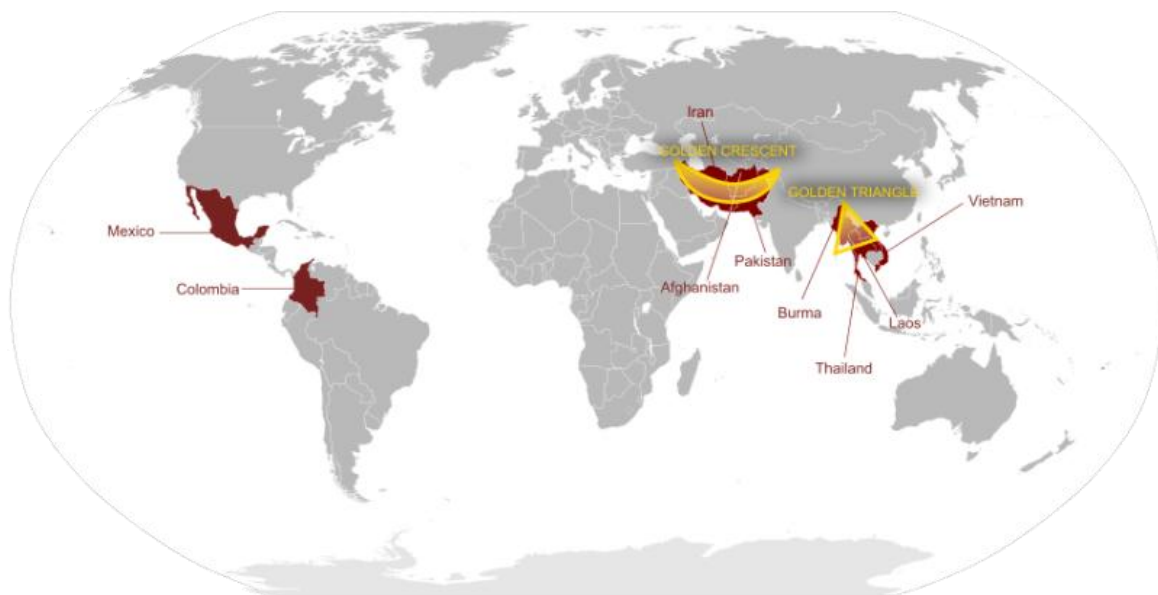 Iran
GOLDEN CRESCENT
GOLDEN TRIANGLE
Vietnam
Mexico
Pakistan
Colombia
Afghanistan
Burma
Laos
Thailand